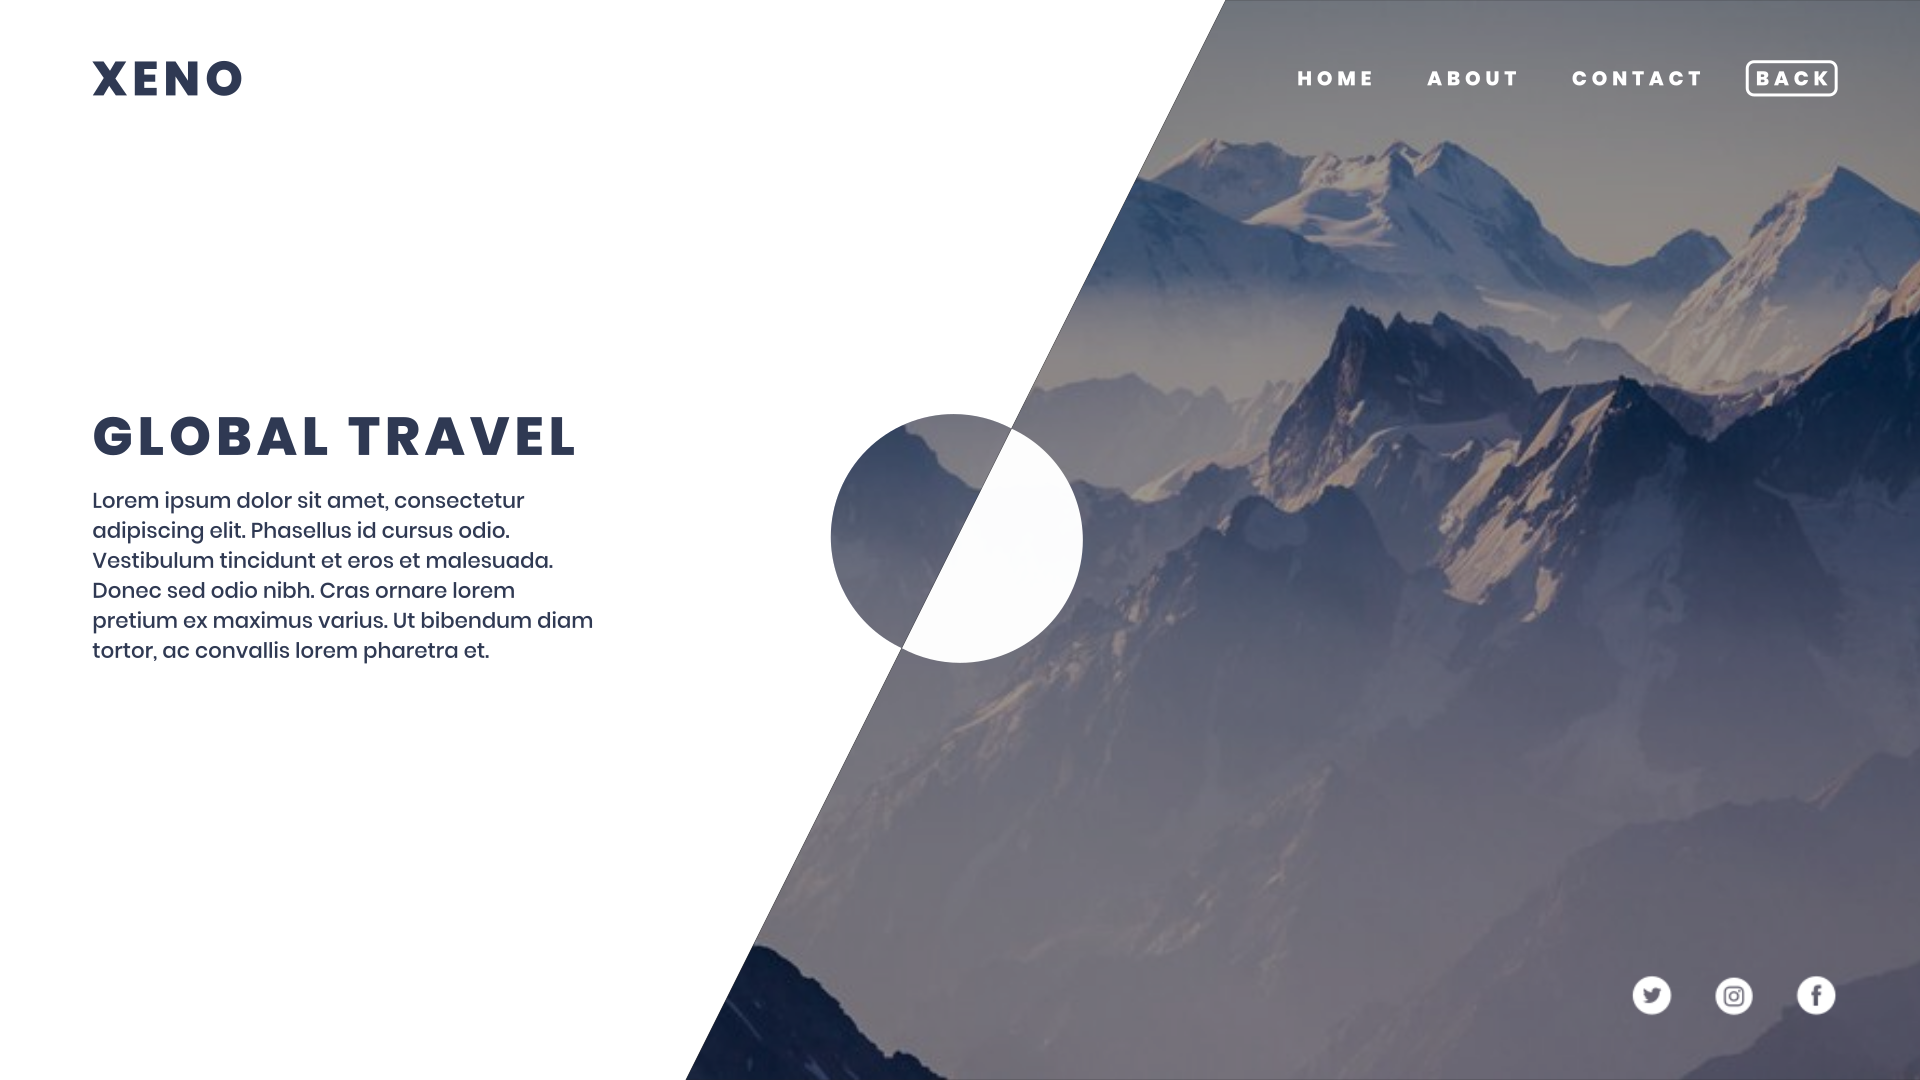 XENO
HOME ABOUT CONTACT BACK
GLOBAL TRAVEL
Lorem ipsum dolor sit amet, consectetur
adipiscing elit. Phasellus id cursus odio.
Vestibulum tincidunt et eros et malesuada.
Donec sed odio nibh. Cras ornare lorem
pretium ex maximus varius. Ut bibendum diam
tortor, ac convallis lorem pharetra et.